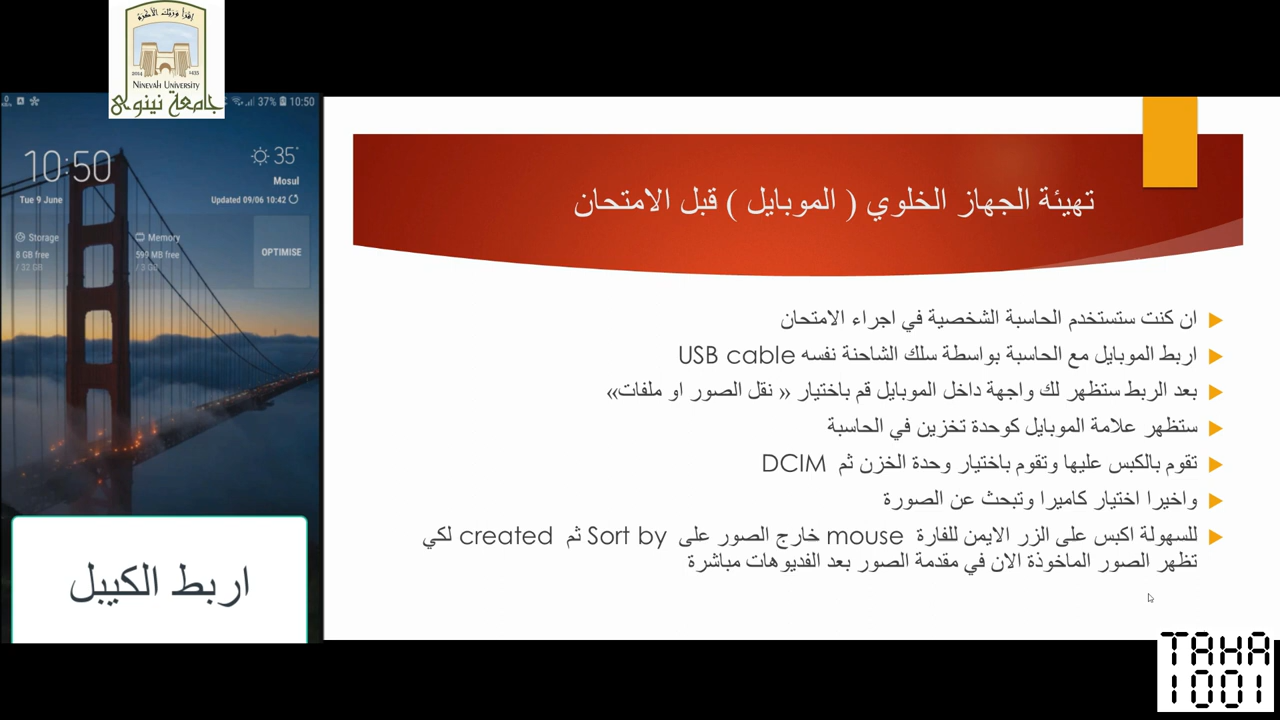 إقرأ وربك الأكرم
2014 1435
NINEVAH UNIVERSITY
جامعة نينوى
37% 10:50
10:50
35°
Mosul
Tue 9 June
Updated 09/06 10:42
Storage
8 GB free
/ 32 GB
Memory
599 MB free
/ 3 GB
OPTIMISE
اربط الكيبل
تهيئة الجهاز الخلوي ( الموبايل ) قبل الامتحان
ان كنت ستستخدم الحاسبة الشخصية في اجراء الامتحان
اربط الموبايل مع الحاسبة بواسطة سلك الشاحنة نفسه USB cable
بعد الربط ستظهر لك واجهة داخل الموبايل قم باختيار « نقل الصور او ملفات»
ستظهر علامة الموبايل كوحدة تخزين في الحاسبة
تقوم بالكبس عليها وتقوم باختيار وحدة الخزن ثم DCIM
واخيرا اختيار كاميرا وتبحث عن الصورة
للسهولة اكبس على الزر الايمن للفارة mouse خارج الصور على Sort by ثم created لكي
تظهر الصور الماخوذة الان في مقدمة الصور بعد الفديوهات مباشرة
TAHA
1001